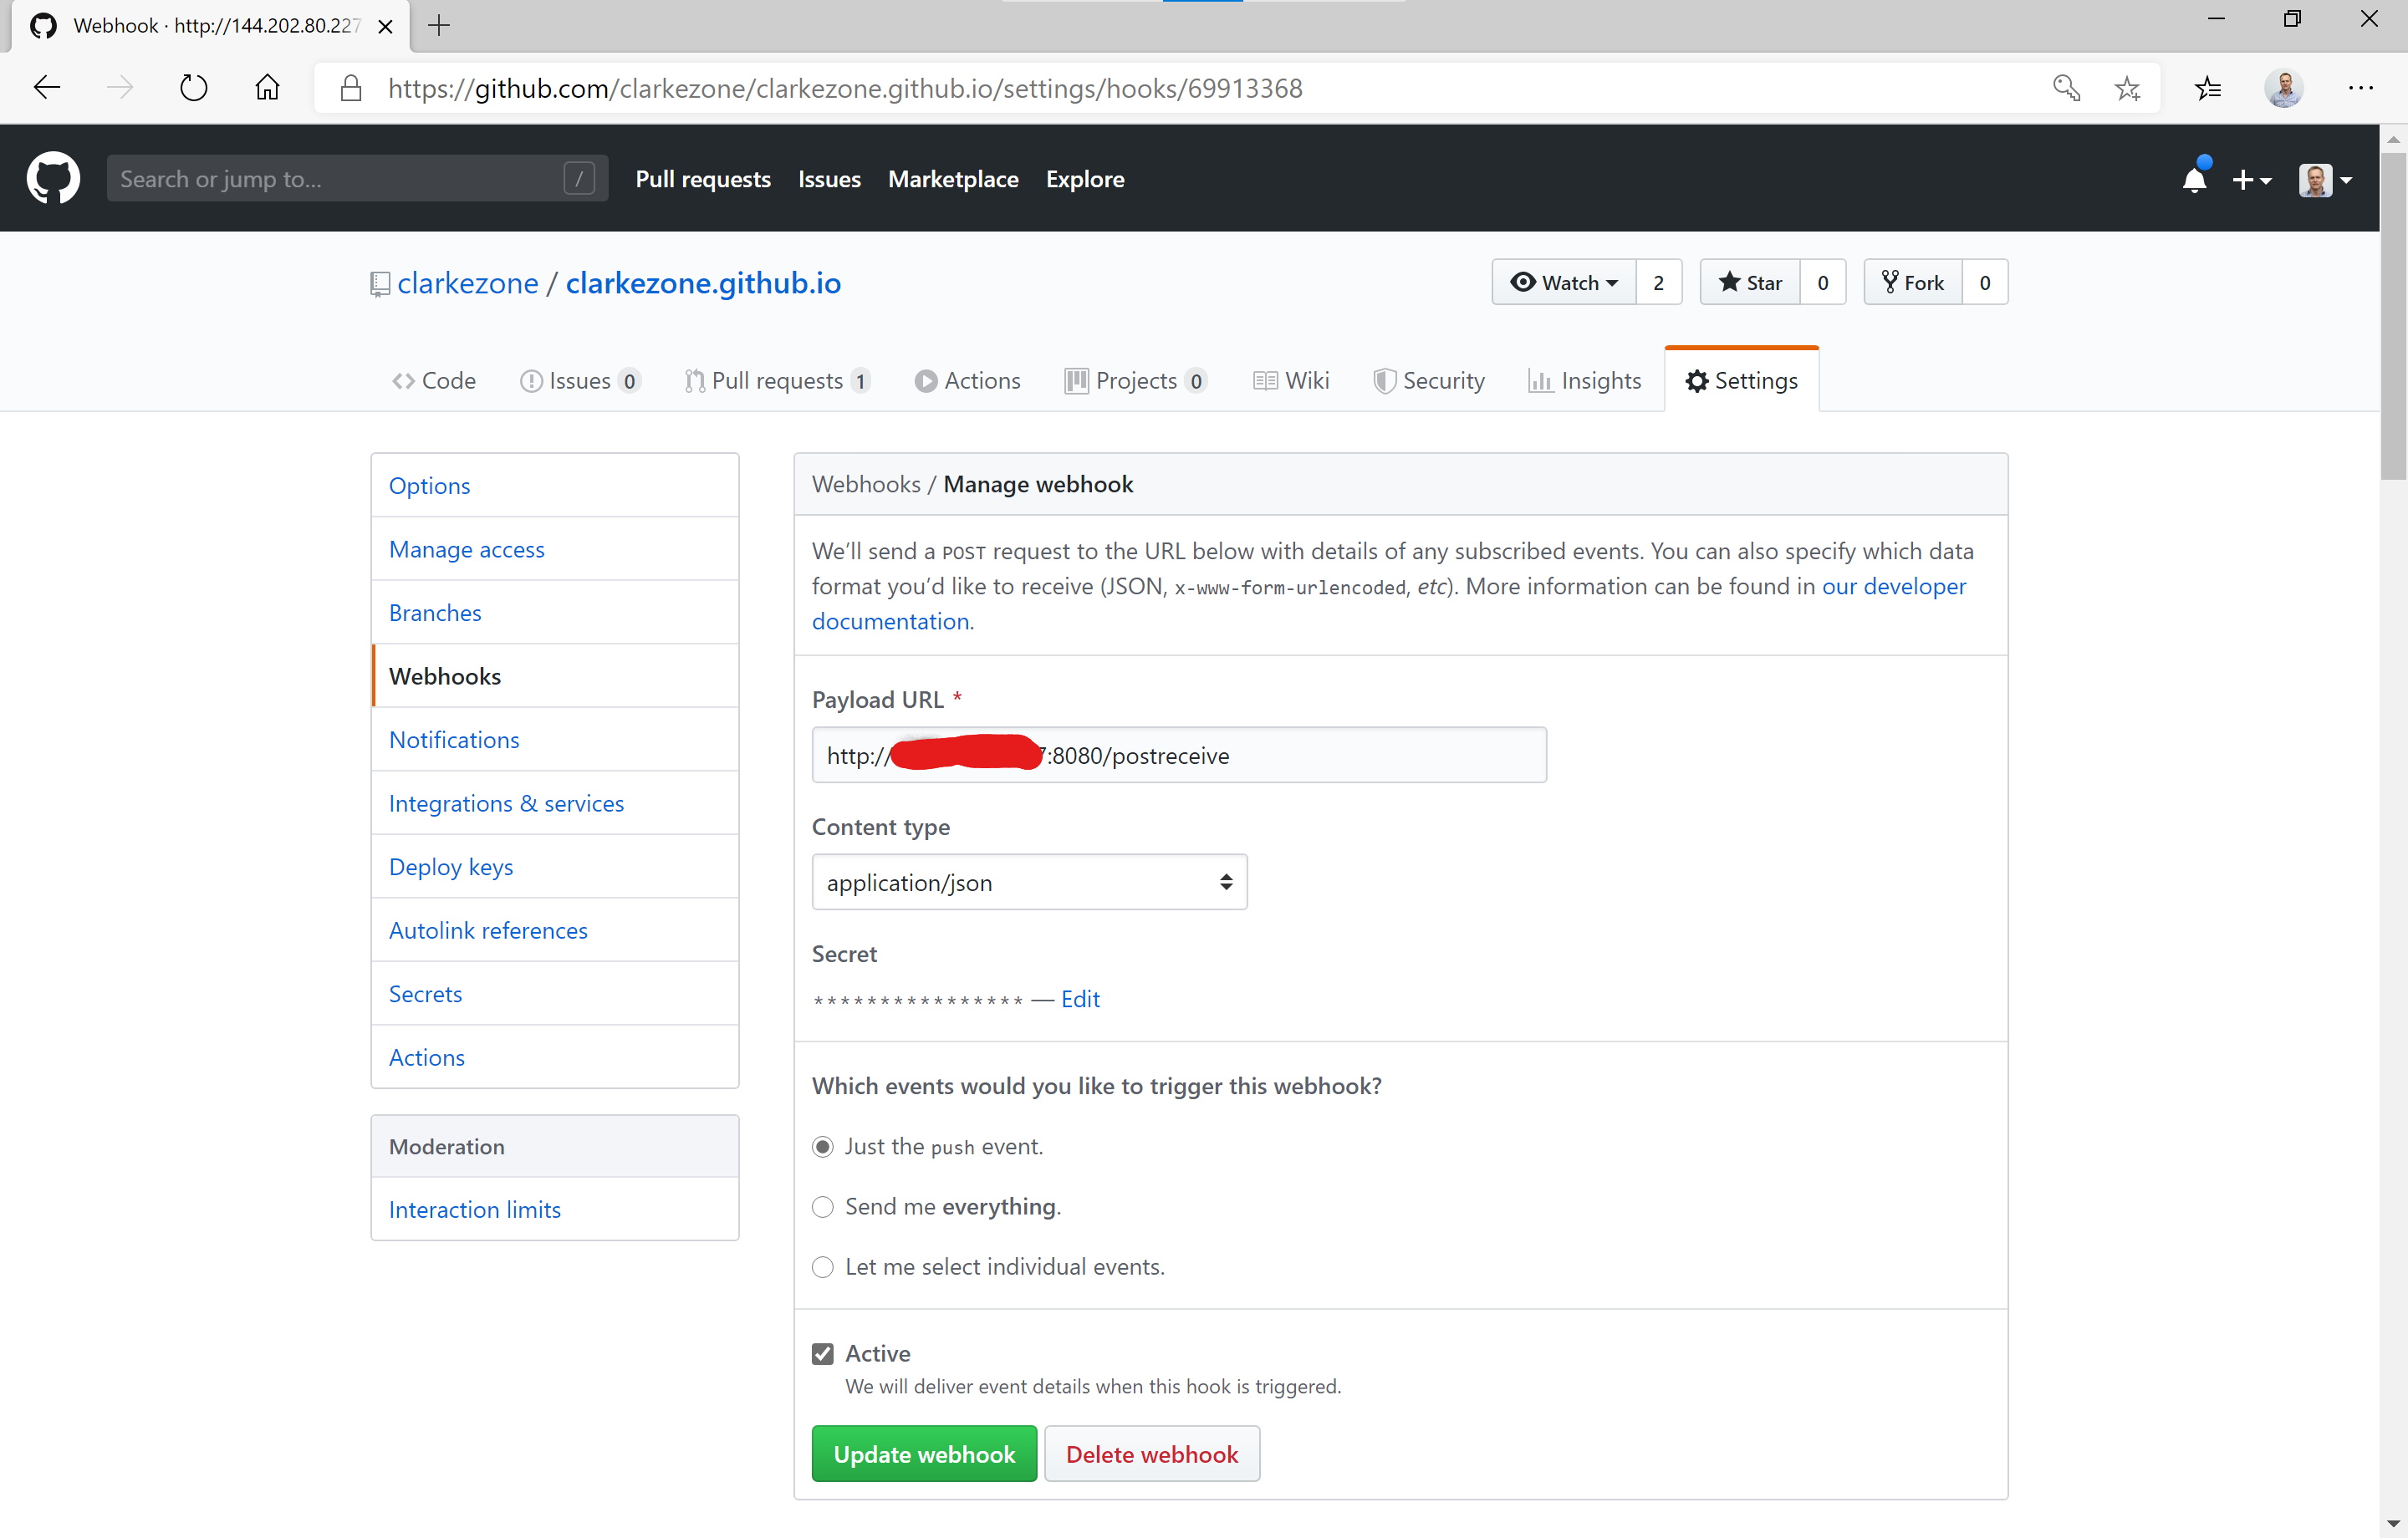 Webhook · http://144.202.80.227
https://github.com/clarkezone/clarkezone.github.io/settings/hooks/69913368
Search or jump to... /
Pull requests Issues Marketplace Explore
clarkezone / clarkezone.github.io
Watch 2 Star 0 Fork 0
Code Issues 0 Pull requests 1 Actions Projects 0 Wiki Security Insights Settings
Options
Manage access
Branches
Webhooks
Notifications
Integrations & services
Deploy keys
Autolink references
Secrets
Actions
Moderation
Interaction limits
Webhooks / Manage webhook
We'll send a POST request to the URL below with details of any subscribed events. You can also specify which data
format you'd like to receive (JSON, x-www-form-urlencoded, etc). More information can be found in our developer
documentation.
Payload URL *
http:// 7:8080/postreceive
Content type
application/json
Secret
**************** — Edit
Which events would you like to trigger this webhook?
Just the push event.
Send me everything.
Let me select individual events.
Active
We will deliver event details when this hook is triggered.
Update webhook Delete webhook